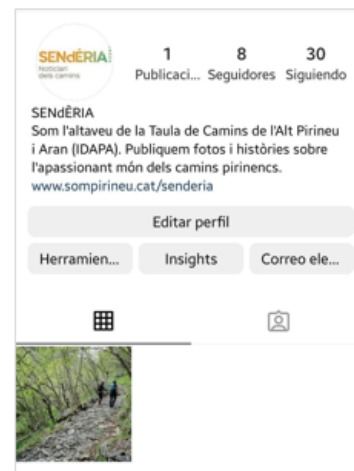 SENdÈRIA
Noticiari
dels camins
1 8 30
Publicaci... Seguidores Siguiendo
SENdÈRIA
Som l'altaveu de la Taula de Camins de l'Alt Pirineu
i Aran (IDAPA). Publiquem fotos i històries sobre
l'apassionant món dels camins pirinencs.
www.sompirineu.cat/senderia
Editar perfil
Herramien... Insights Correo ele...